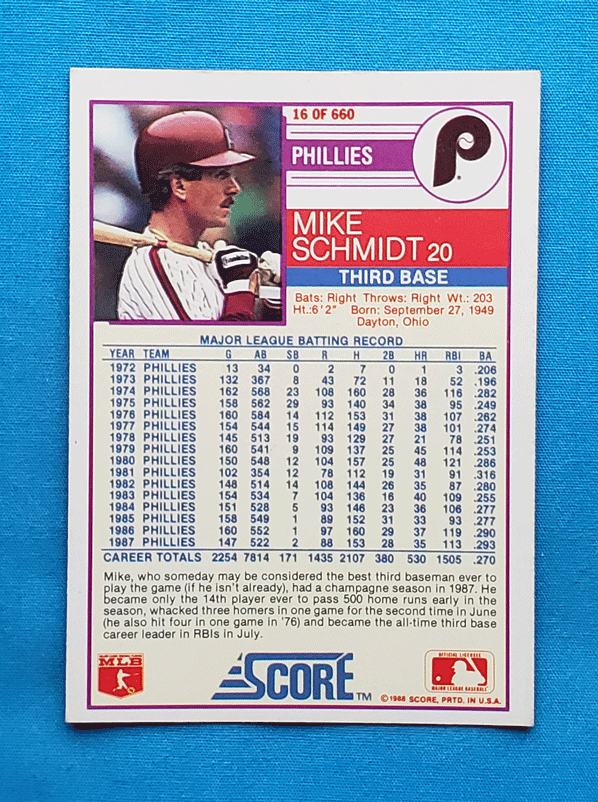 16 OF 660
PHILLIES
P
MIKE
SCHMIDT 20
THIRD BASE
Bats: Right Throws: Right Wt.: 203
Ht.: 6'2" Born: September 27, 1949
Dayton, Ohio
MAJOR LEAGUE BATTING RECORD
YEAR TEAM G AB SB R H 2B HR RBI BA
1972 PHILLIES 13 34 0 2 7 0 1 3 .206
1973 PHILLIES 132 367 8 43 72 11 18 52 .196
1974 PHILLIES 162 568 23 108 160 28 36 116 .282
1975 PHILLIES 158 562 29 93 140 34 38 95 .249
1976 PHILLIES 160 584 14 112 153 31 38 107 .262
1977 PHILLIES 154 544 15 114 149 27 38 101 .274
1978 PHILLIES 145 513 19 93 129 27 21 78 .251
1979 PHILLIES 160 541 9 109 137 25 45 114 .253
1980 PHILLIES 150 548 12 104 157 25 48 121 .286
1981 PHILLIES 102 354 12 78 112 19 31 91 .316
1982 PHILLIES 148 514 14 108 144 26 35 87 .280
1983 PHILLIES 154 534 7 104 136 16 40 109 .255
1984 PHILLIES 151 528 5 93 146 23 36 106 .277
1985 PHILLIES 158 549 1 89 152 31 33 93 .277
1986 PHILLIES 160 552 1 97 160 29 37 119 .290
1987 PHILLIES 147 522 2 88 153 28 35 113 .293
CAREER TOTALS 2254 7814 171 1435 2107 380 530 1505 .270
Mike, who someday may be considered the best third baseman ever to
play the game (if he isn't already), had a champagne season in 1987. He
became only the 14th player ever to pass 500 home runs early in the
season, whacked three homers in one game for the second time in June
(he also hit four in one game in '76) and became the all-time third base
career leader in RBIs in July.
MLB
SCORE™
OFFICIAL LICENSEE
MAJOR LEAGUE BASEBALL
©1988 SCORE, PRTD. IN U.S.A.